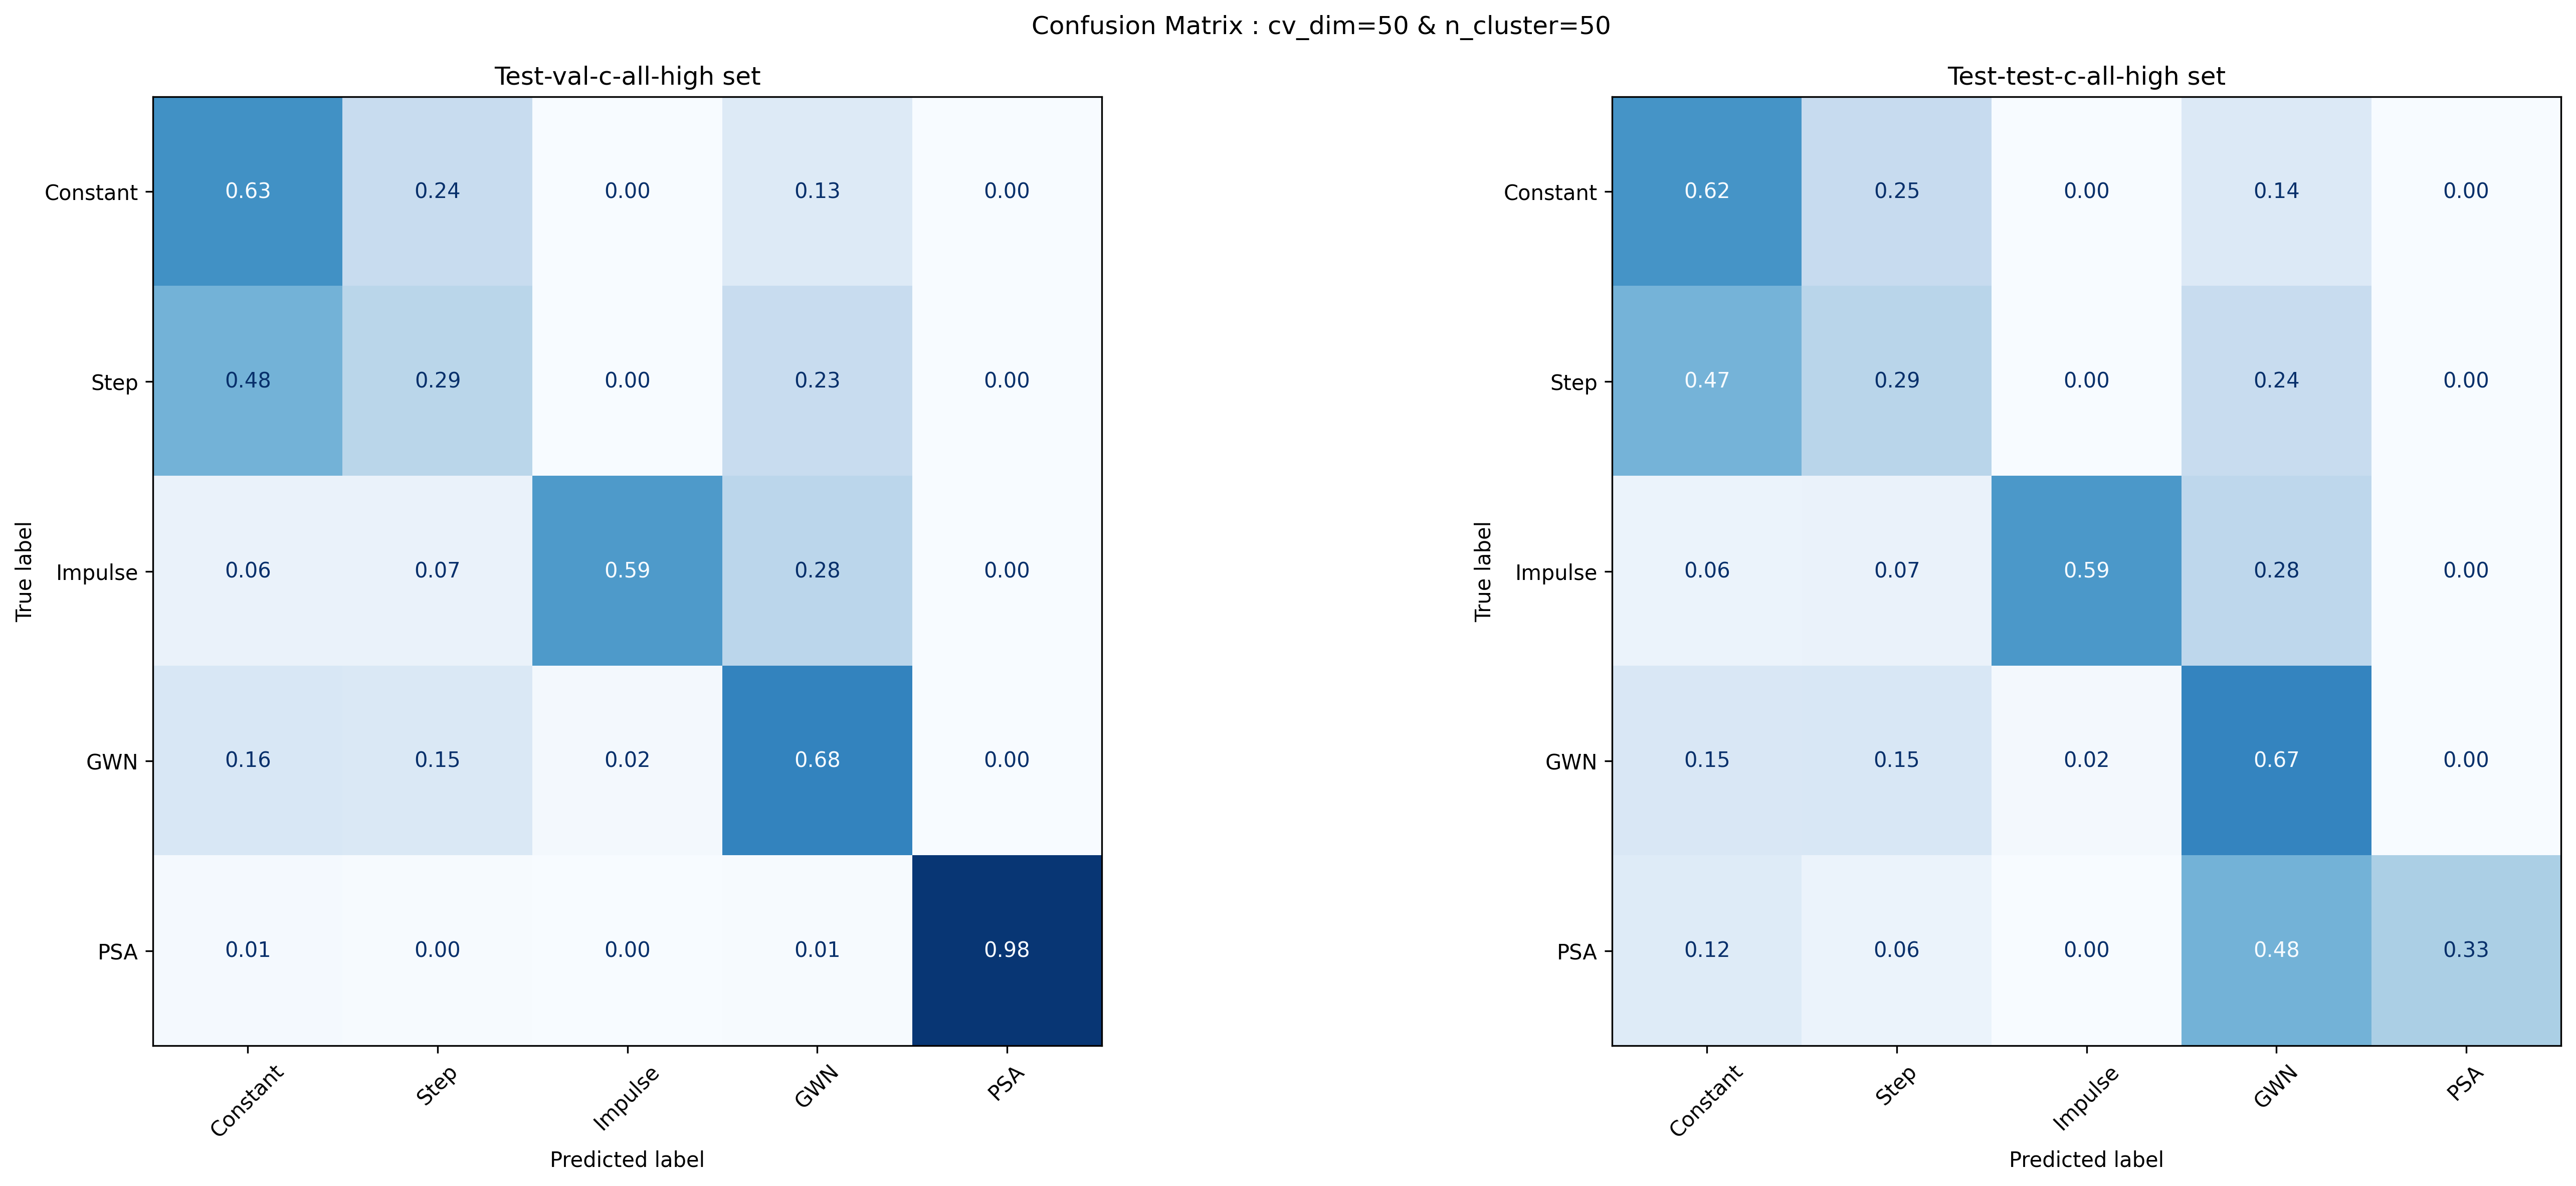 Confusion Matrix : cv_dim=50 & n_cluster=50
Test-val-c-all-high set
True label
Constant 0.63 0.24 0.00 0.13 0.00
Step 0.48 0.29 0.00 0.23 0.00
Impulse 0.06 0.07 0.59 0.28 0.00
GWN 0.16 0.15 0.02 0.68 0.00
PSA 0.01 0.00 0.00 0.01 0.98
Constant Step Impulse GWN PSA
Predicted label
Test-test-c-all-high set
True label
Constant 0.62 0.25 0.00 0.14 0.00
Step 0.47 0.29 0.00 0.24 0.00
Impulse 0.06 0.07 0.59 0.28 0.00
GWN 0.15 0.15 0.02 0.67 0.00
PSA 0.12 0.06 0.00 0.48 0.33
Constant Step Impulse GWN PSA
Predicted label